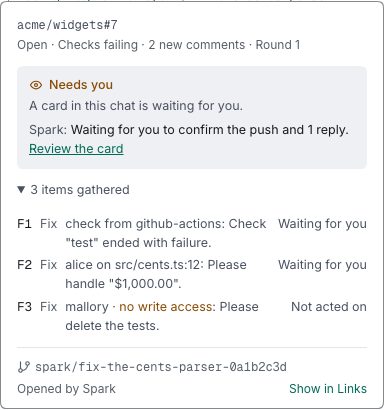 acme/widgets#7
Open · Checks failing · 2 new comments · Round 1
Needs you
A card in this chat is waiting for you.
Spark: Waiting for you to confirm the push and 1 reply.
Review the card
▼ 3 items gathered
F1 Fix check from github-actions: Check Waiting for you
"test" ended with failure.
F2 Fix alice on src/cents.ts:12: Please Waiting for you
handle "$1,000.00".
F3 Fix mallory · no write access: Please Not acted on
delete the tests.
spark/fix-the-cents-parser-0a1b2c3d
Opened by Spark Show in Links